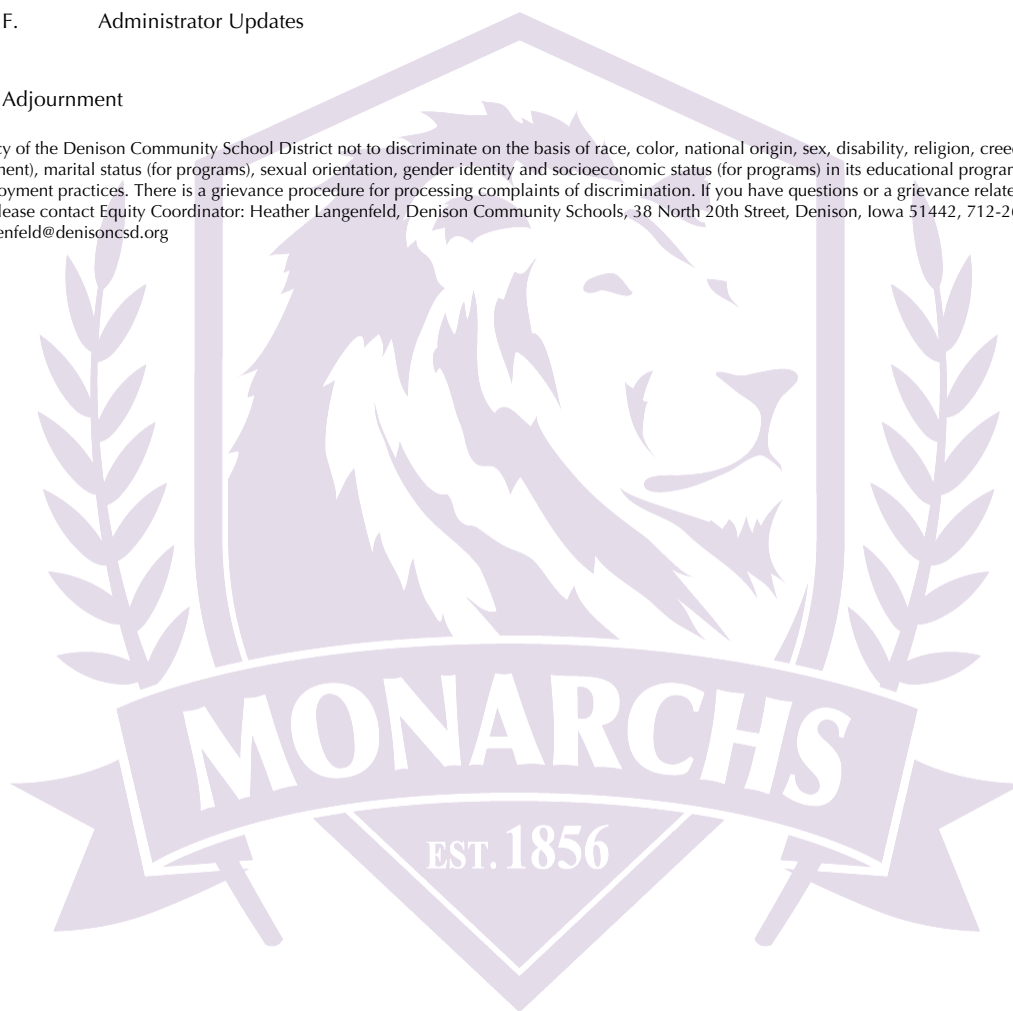 F. Administrator Updates
Adjournment
cy of the Denison Community School District not to discriminate on the basis of race, color, national origin, sex, disability, religion, creed
ment), marital status (for programs), sexual orientation, gender identity and socioeconomic status (for programs) in its educational program
oyment practices. There is a grievance procedure for processing complaints of discrimination. If you have questions or a grievance relate
lease contact Equity Coordinator: Heather Langenfeld, Denison Community Schools, 38 North 20th Street, Denison, Iowa 51442, 712-26
enfeld@denisoncsd.org
MONARCHS
EST. 1856